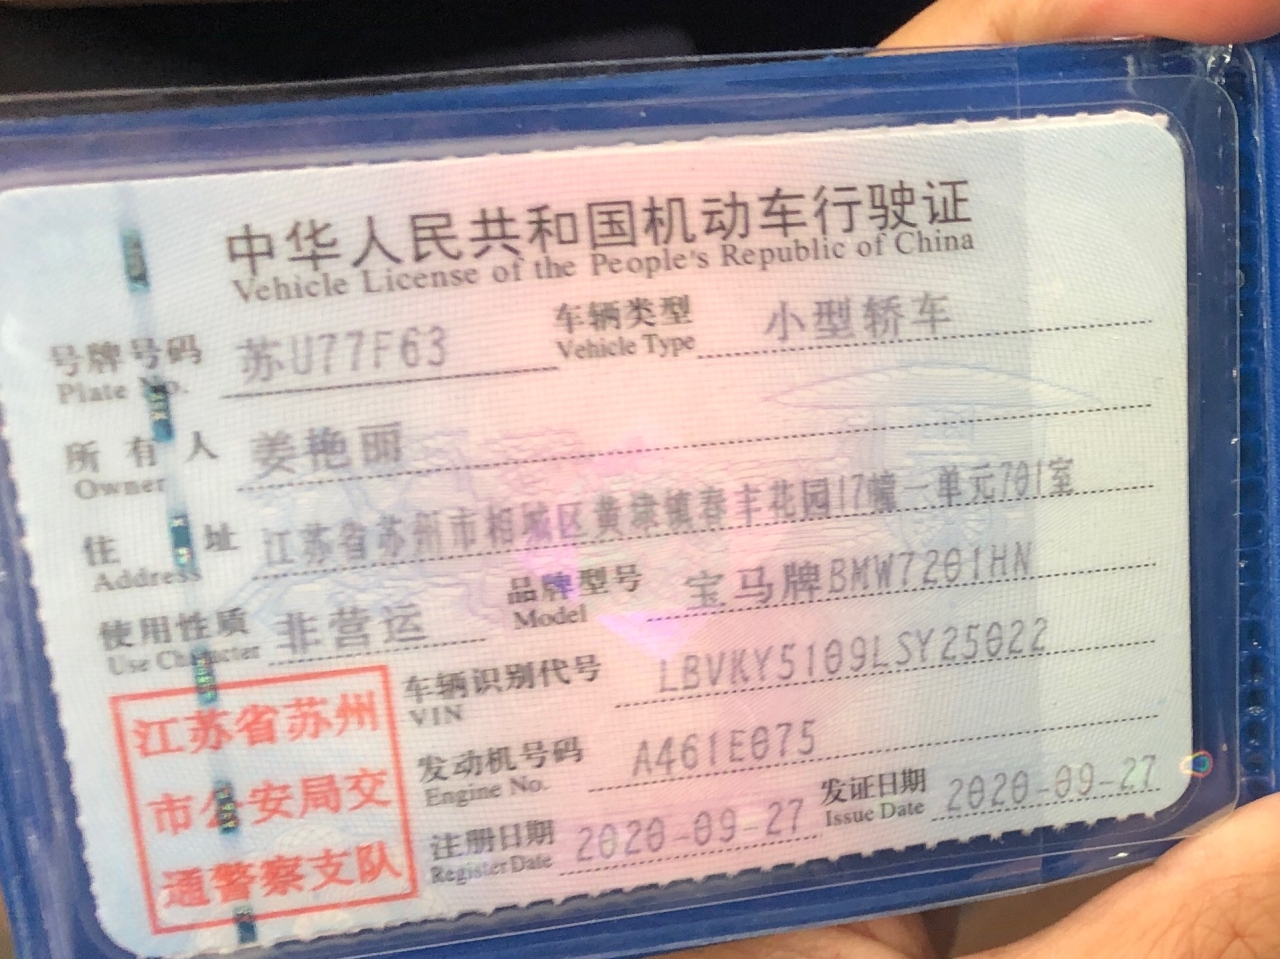 中华人民共和国机动车行驶证
Vehicle License of the People's Republic of China
号牌号码 苏U77F63 车辆类型 小型轿车
Plate No. Vehicle Type
所有人 姜艳丽
Owner
住址 江苏省苏州市相城区黄埭镇春丰花园17幢一单元701室
Address
使用性质 非营运 品牌型号 宝马牌BMW7201HN
Use Character Model
车辆识别代号 LBVKY5109LSY25022
VIN
发动机号码 A461E075
Engine No.
注册日期 2020-09-27 发证日期 2020-09-27
Register Date Issue Date
江苏省苏州
市公安局交
通警察支队